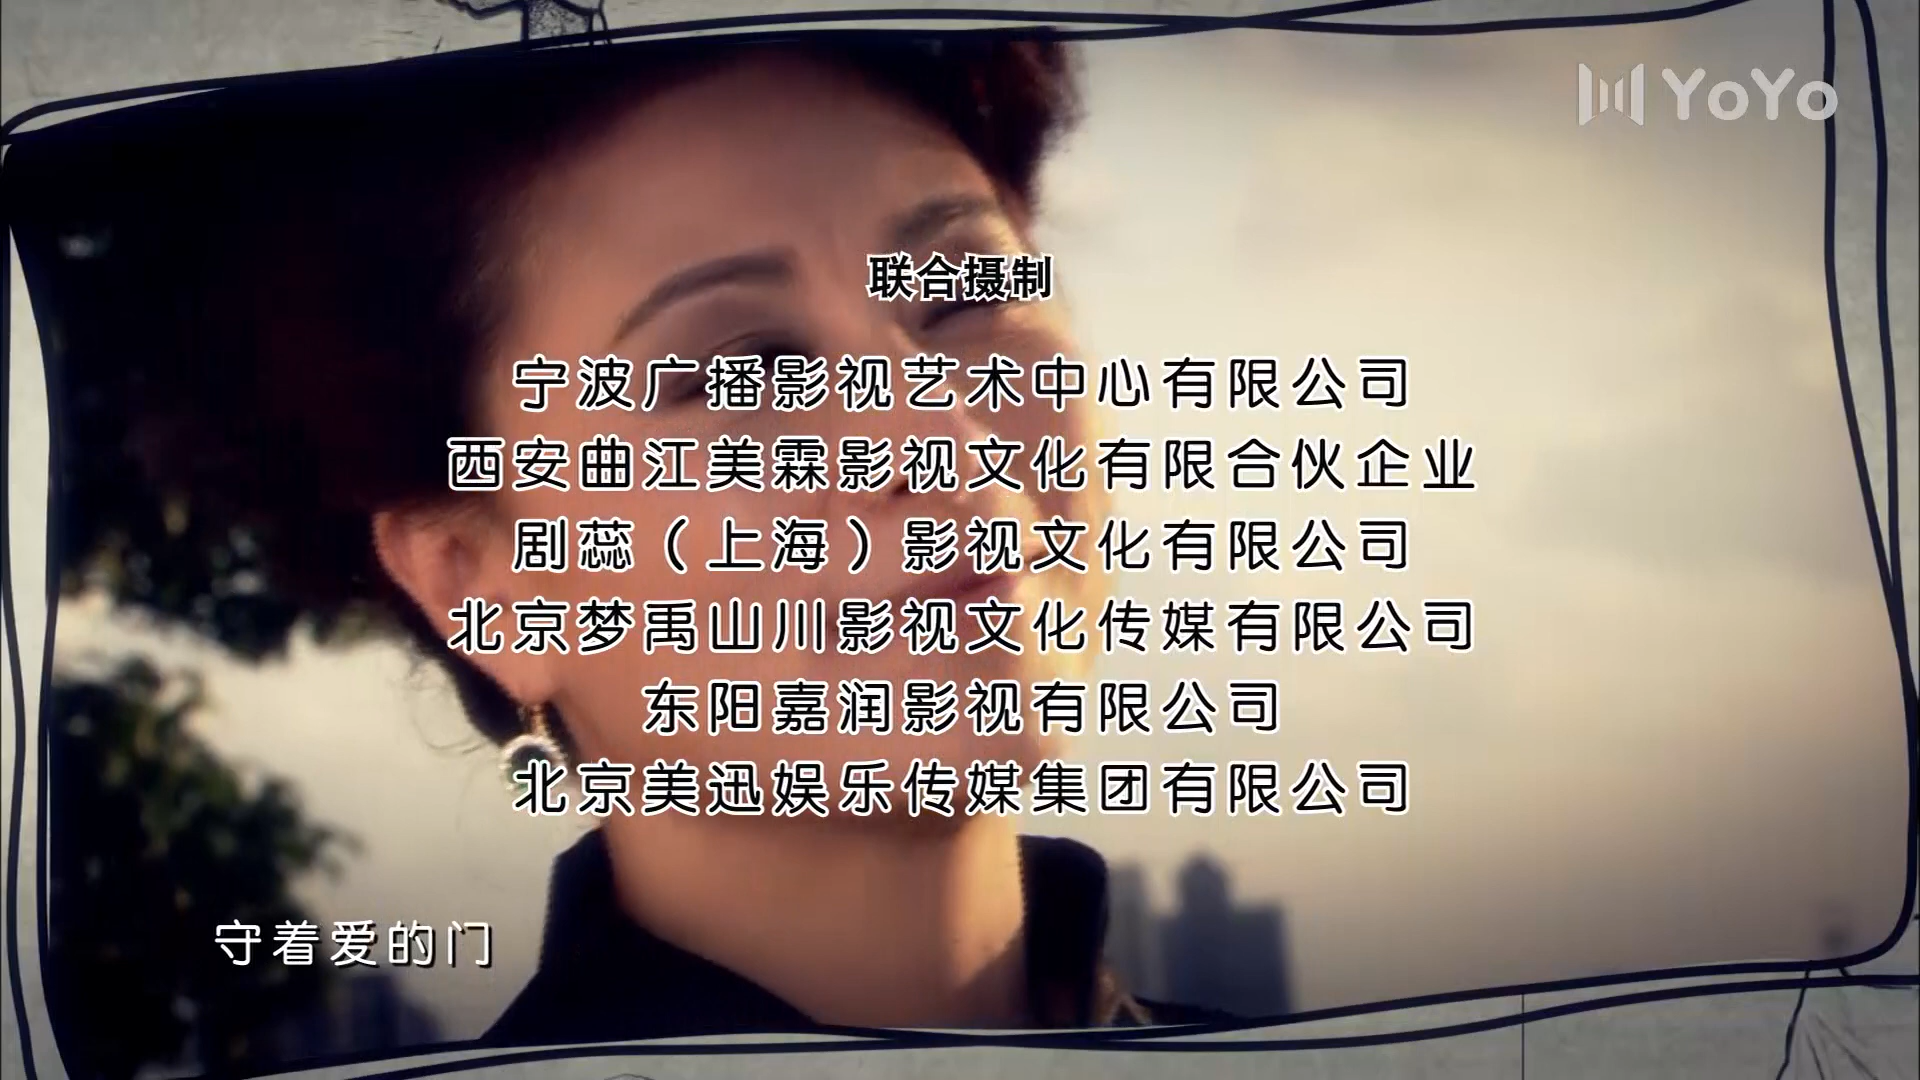 YoYo
联合摄制
宁波广播影视艺术中心有限公司
西安曲江美霖影视文化有限合伙企业
剧蕊（上海）影视文化有限公司
北京梦禹山川影视文化传媒有限公司
东阳嘉润影视有限公司
北京美迅娱乐传媒集团有限公司
守着爱的门